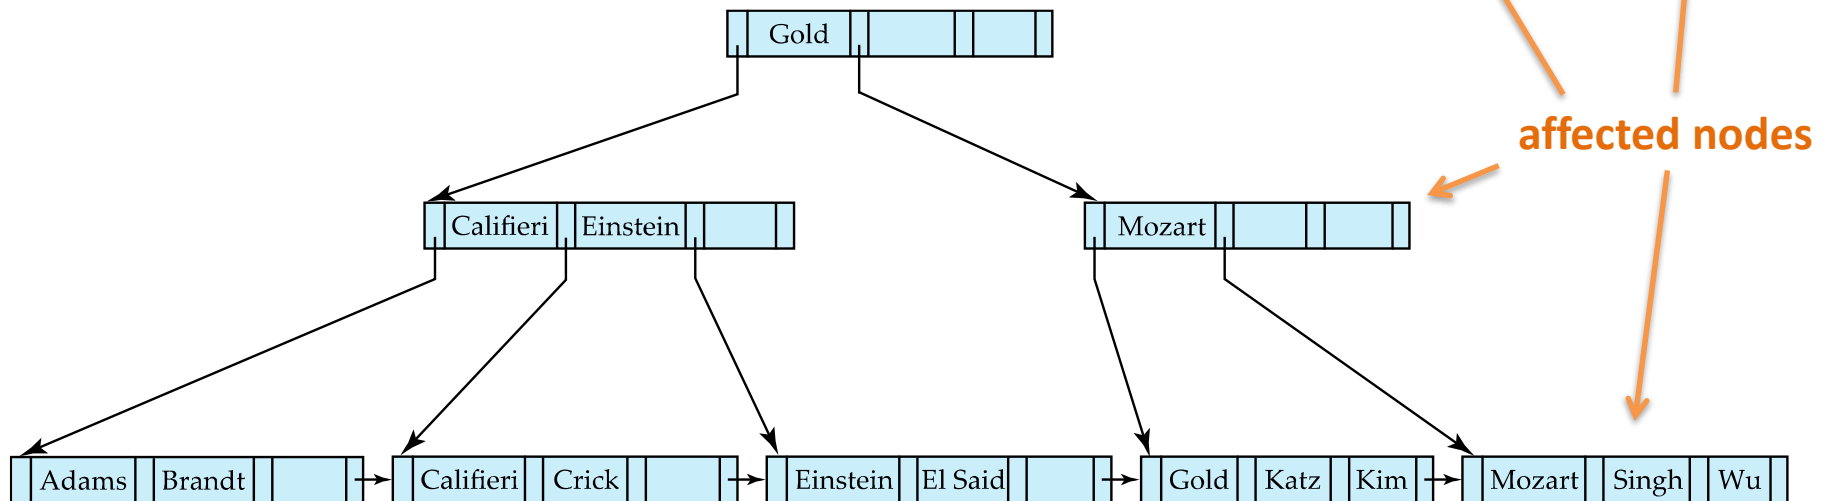 Gold
affected nodes
Califieri Einstein
Mozart
Adams Brandt
Califieri Crick
Einstein El Said
Gold Katz Kim
Mozart Singh Wu